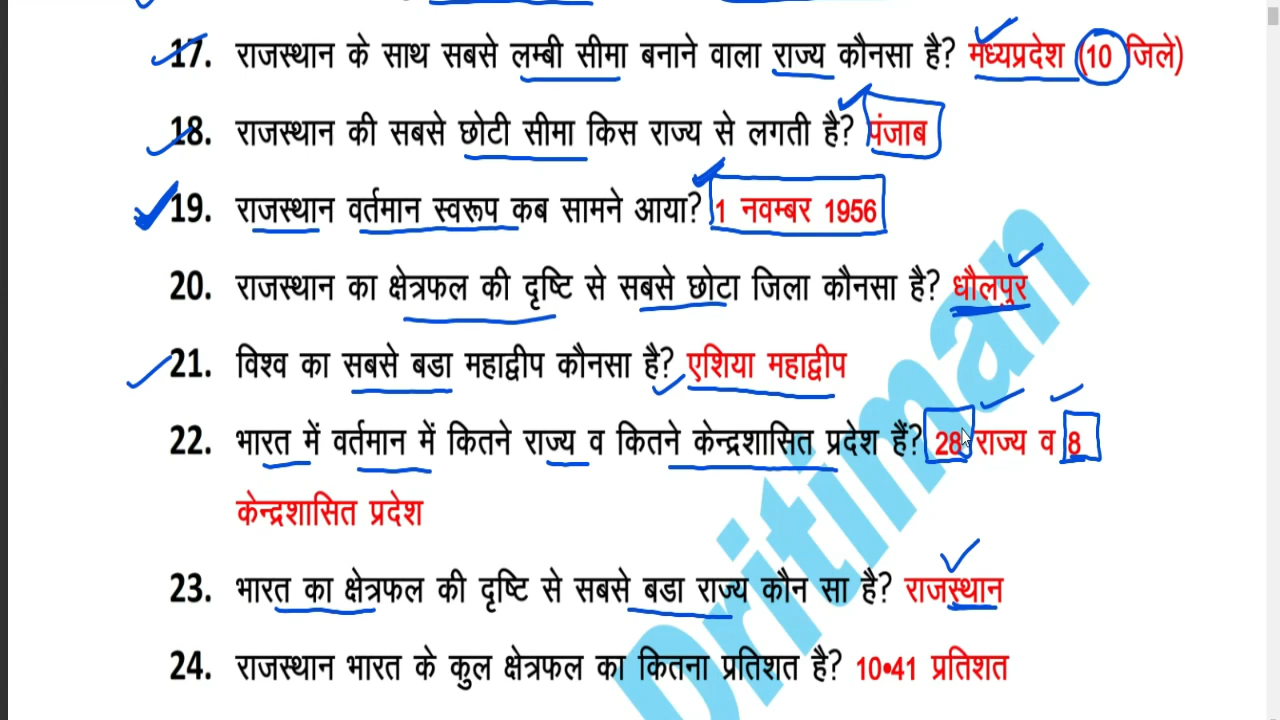 17. राजस्थान के साथ सबसे लम्बी सीमा बनाने वाला राज्य कौनसा है? मध्यप्रदेश (10 जिले)
18. राजस्थान की सबसे छोटी सीमा किस राज्य से लगती है? पंजाब
19. राजस्थान वर्तमान स्वरूप कब सामने आया? 1 नवम्बर 1956
20. राजस्थान का क्षेत्रफल की दृष्टि से सबसे छोटा जिला कौनसा है? धौलपुर
21. विश्व का सबसे बडा महाद्वीप कौनसा है? एशिया महाद्वीप
22. भारत में वर्तमान में कितने राज्य व कितने केन्द्रशासित प्रदेश हैं? 28 राज्य व 8
केन्द्रशासित प्रदेश
23. भारत का क्षेत्रफल की दृष्टि से सबसे बडा राज्य कौन सा है? राजस्थान
24. राजस्थान भारत के कुल क्षेत्रफल का कितना प्रतिशत है? 10•41 प्रतिशत
Dritiman